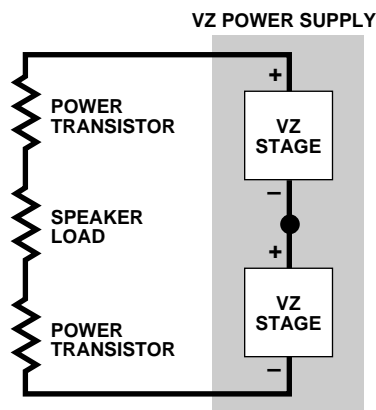 VZ POWER SUPPLY
+
POWER
TRANSISTOR
VZ
STAGE
−
SPEAKER
LOAD
+
VZ
STAGE
POWER
TRANSISTOR
−